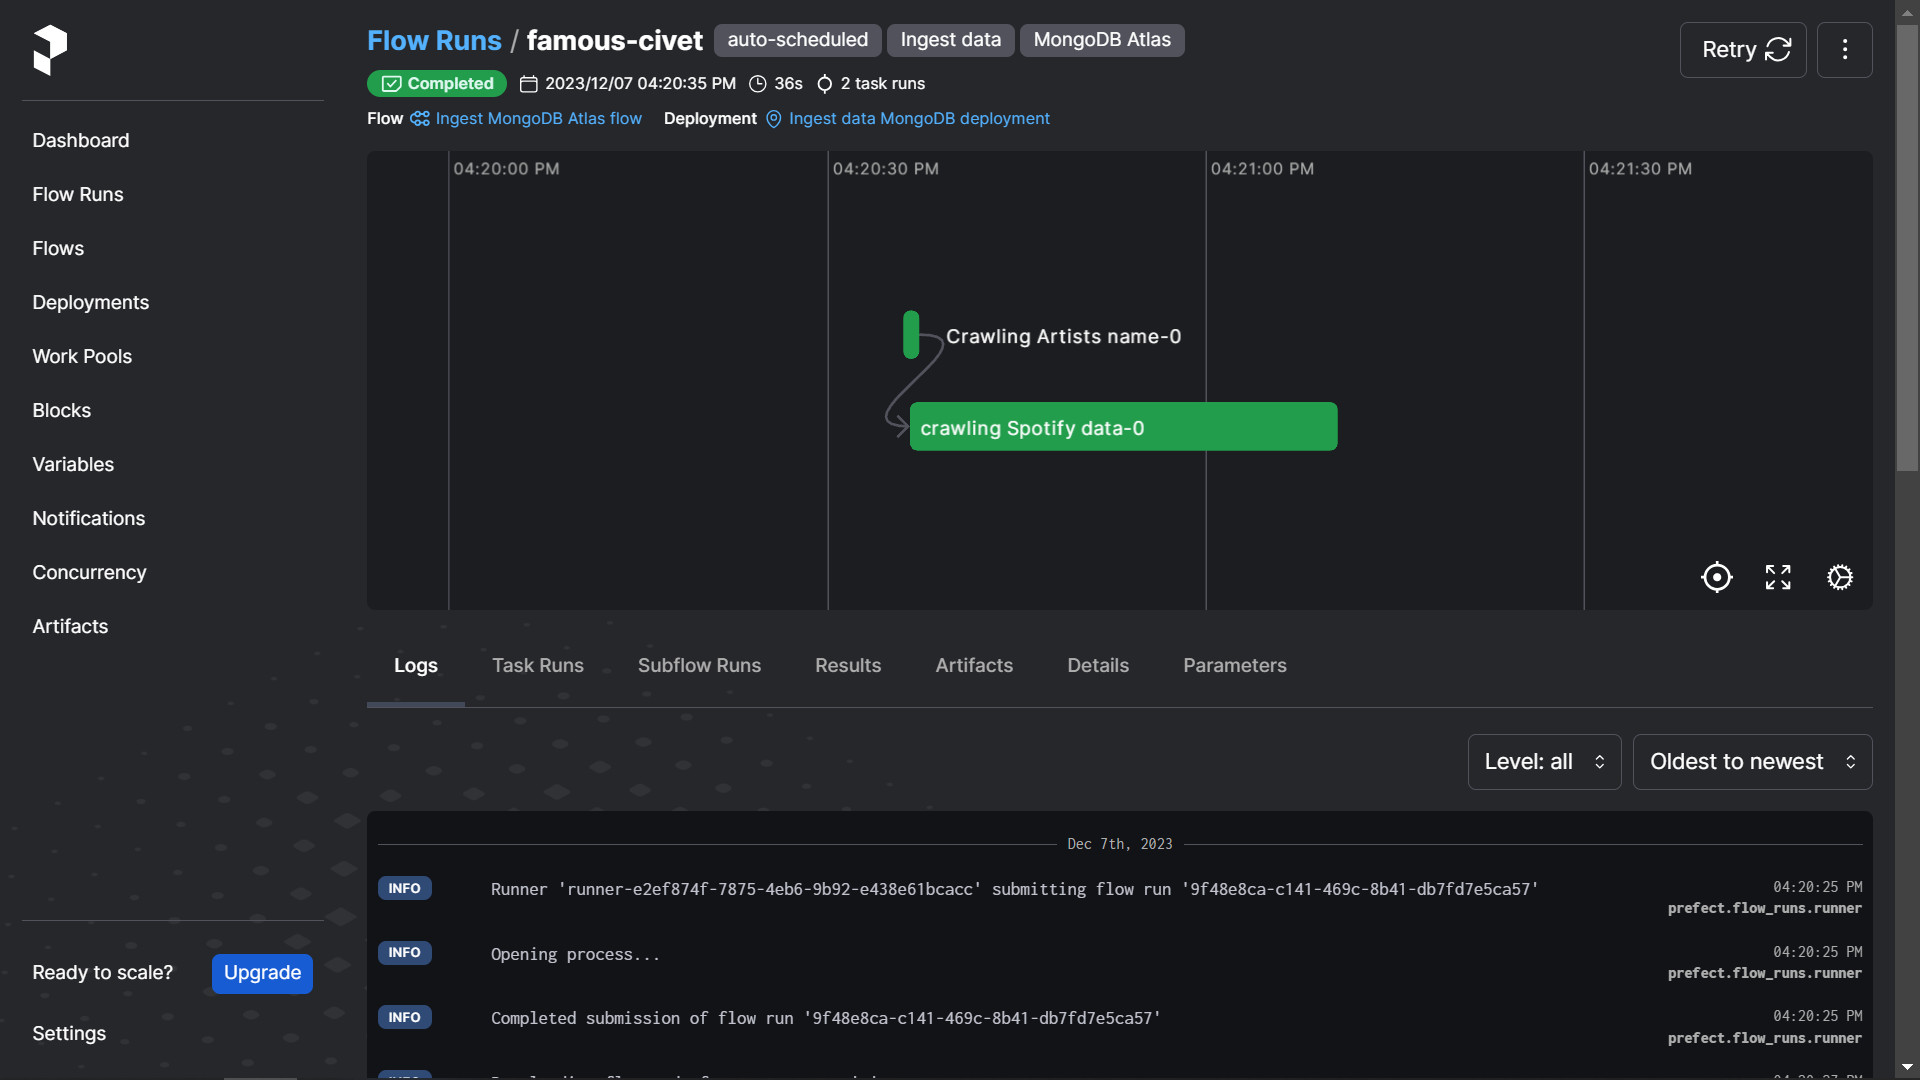 Flow Runs / famous-civet auto-scheduled Ingest data MongoDB Atlas
Retry
Completed 2023/12/07 04:20:35 PM 36s 2 task runs
Flow Ingest MongoDB Atlas flow Deployment Ingest data MongoDB deployment
Dashboard
Flow Runs
Flows
Deployments
Work Pools
Blocks
Variables
Notifications
Concurrency
Artifacts
Ready to scale? Upgrade
Settings
04:20:00 PM 04:20:30 PM 04:21:00 PM 04:21:30 PM
Crawling Artists name-0
crawling Spotify data-0
Logs Task Runs Subflow Runs Results Artifacts Details Parameters
Level: all Oldest to newest
Dec 7th, 2023
INFO Runner 'runner-e2ef874f-7875-4eb6-9b92-e438e61bcacc' submitting flow run '9f48e8ca-c141-469c-8b41-db7fd7e5ca57' 04:20:25 PM
prefect.flow_runs.runner
INFO Opening process... 04:20:25 PM
prefect.flow_runs.runner
INFO Completed submission of flow run '9f48e8ca-c141-469c-8b41-db7fd7e5ca57' 04:20:25 PM
prefect.flow_runs.runner